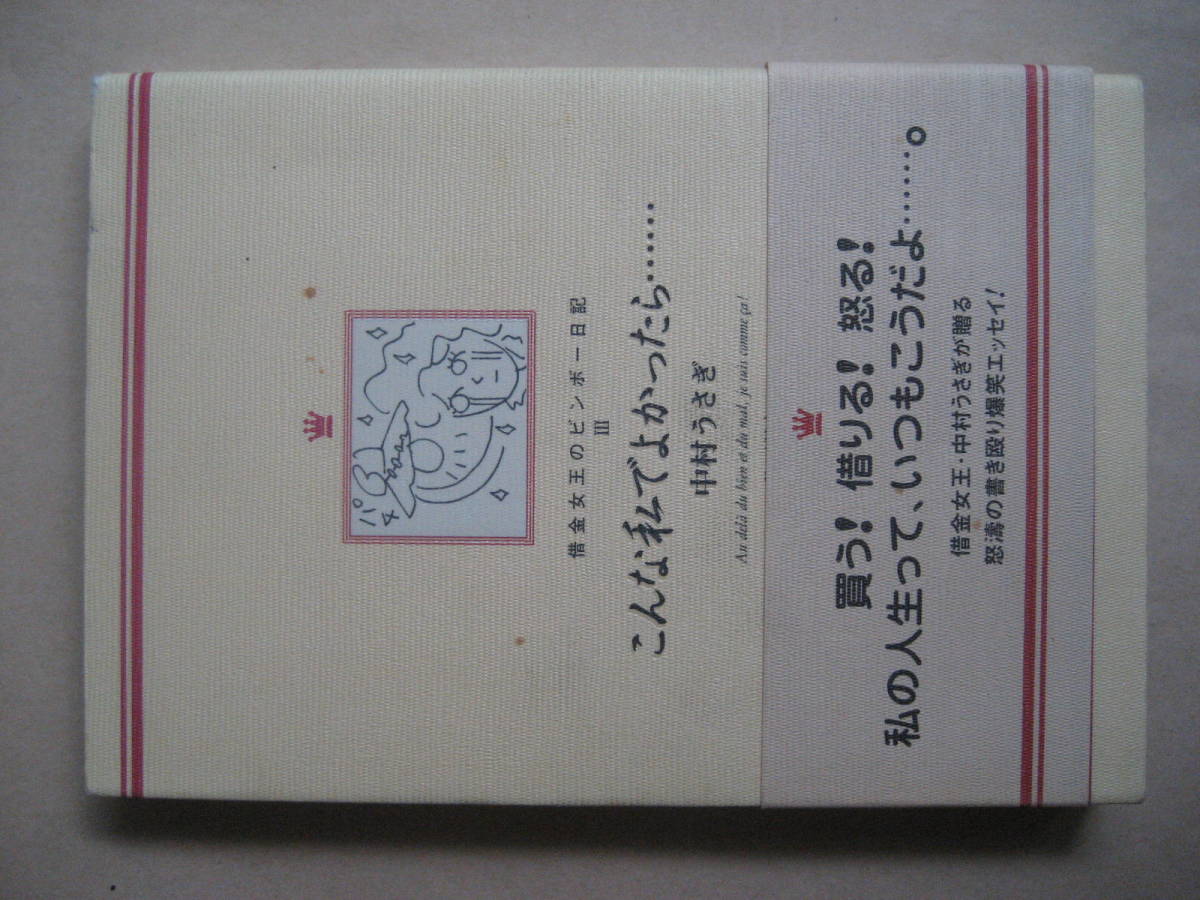 パチ
借金女王のビンボー日記
III
こんな私でよかったら……
中村うさぎ
Au delà du bien et du mal, je suis comme ça!
買う! 借りる! 怒る!
私の人生って、いつもこうだよ……。
借金女王・中村うさぎが贈る
怒濤の書き殴り爆笑エッセイ!